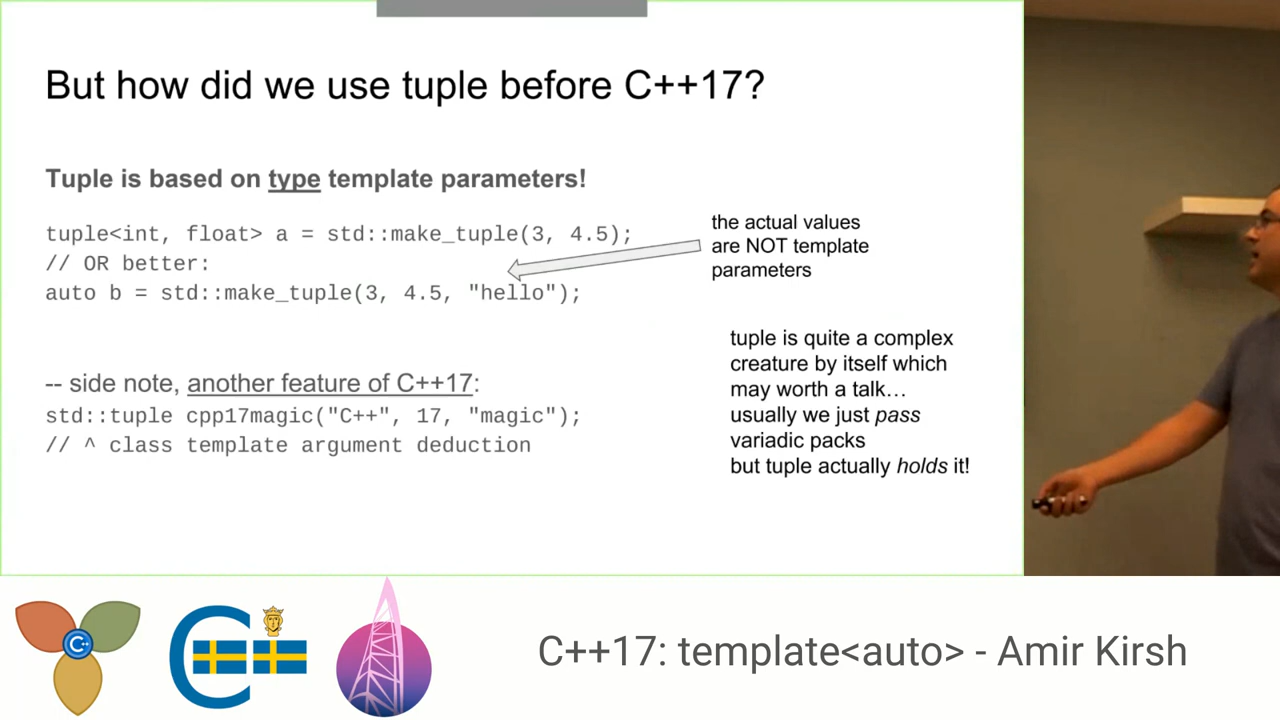 But how did we use tuple before C++17?
Tuple is based on type template parameters!
tuple<int, float> a = std::make_tuple(3, 4.5);
// OR better:
auto b = std::make_tuple(3, 4.5, "hello");
the actual values
are NOT template
parameters
-- side note, another feature of C++17:
std::tuple cpp17magic("C++", 17, "magic");
// ^ class template argument deduction
tuple is quite a complex
creature by itself which
may worth a talk…
usually we just pass
variadic packs
but tuple actually holds it!
C++
C++
C++17: template<auto> - Amir Kirsh